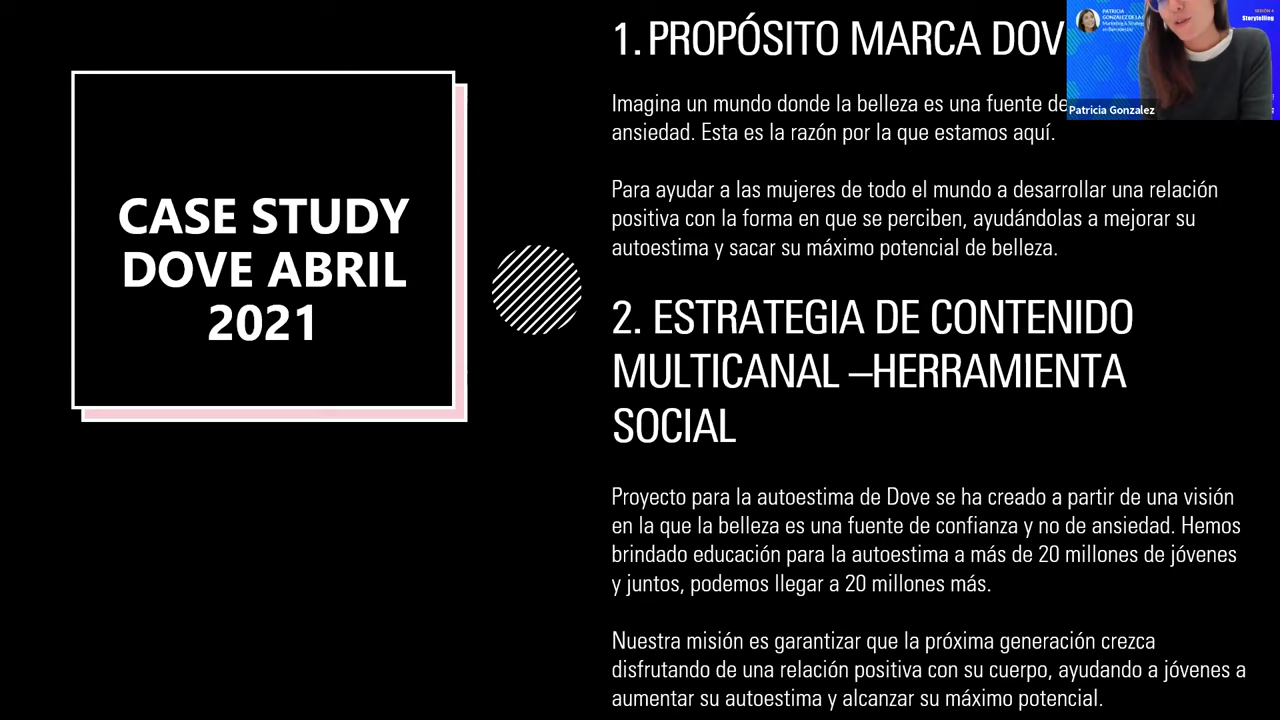 CASE STUDY
DOVE ABRIL
2021
1. PROPÓSITO MARCA DOV
Imagina un mundo donde la belleza es una fuente de
ansiedad. Esta es la razón por la que estamos aquí.
Para ayudar a las mujeres de todo el mundo a desarrollar una relación
positiva con la forma en que se perciben, ayudándolas a mejorar su
autoestima y sacar su máximo potencial de belleza.
2. ESTRATEGIA DE CONTENIDO
MULTICANAL –HERRAMIENTA
SOCIAL
Proyecto para la autoestima de Dove se ha creado a partir de una visión
en la que la belleza es una fuente de confianza y no de ansiedad. Hemos
brindado educación para la autoestima a más de 20 millones de jóvenes
y juntos, podemos llegar a 20 millones más.
Nuestra misión es garantizar que la próxima generación crezca
disfrutando de una relación positiva con su cuerpo, ayudando a jóvenes a
aumentar su autoestima y alcanzar su máximo potencial.
PATRICIA
GONZALEZ DE LA
SESIÓN 4
Storytelling
Patricia Gonzalez